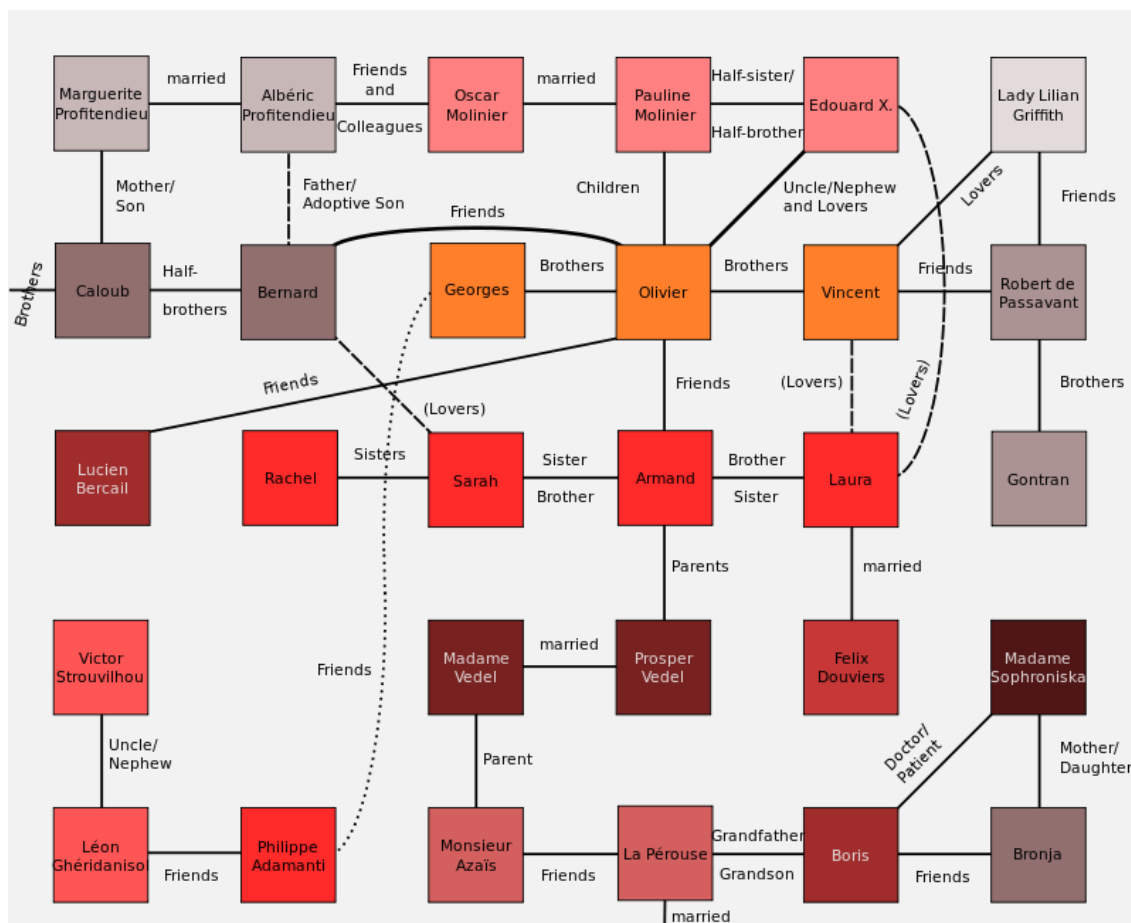 Marguerite
Profitendieu
married
Albéric
Profitendieu
Friends
and
Colleagues
Oscar
Molinier
married
Pauline
Molinier
Half-sister/
Half-brother
Edouard X.
Lady Lilian
Griffith
Mother/
Son
Father/
Adoptive Son
Friends
Children
Uncle/Nephew
and Lovers
Lovers
Friends
Brothers
Caloub
Half-
brothers
Bernard
Georges
Brothers
Olivier
Brothers
Vincent
Friends
Robert de
Passavant
Friends
(Lovers)
Friends
(Lovers)
(Lovers)
Brothers
Lucien
Bercail
Rachel
Sisters
Sarah
Sister
Brother
Armand
Brother
Sister
Laura
Gontran
Parents
married
Victor
Strouvilhou
Friends
Madame
Vedel
married
Prosper
Vedel
Felix
Douviers
Madame
Sophroniska
Uncle/
Nephew
Parent
Doctor/
Patient
Mother/
Daughter
Léon
Ghéridanisol
Friends
Philippe
Adamanti
Monsieur
Azaïs
Friends
La Pérouse
Grandfather
Grandson
Boris
Friends
Bronja
married